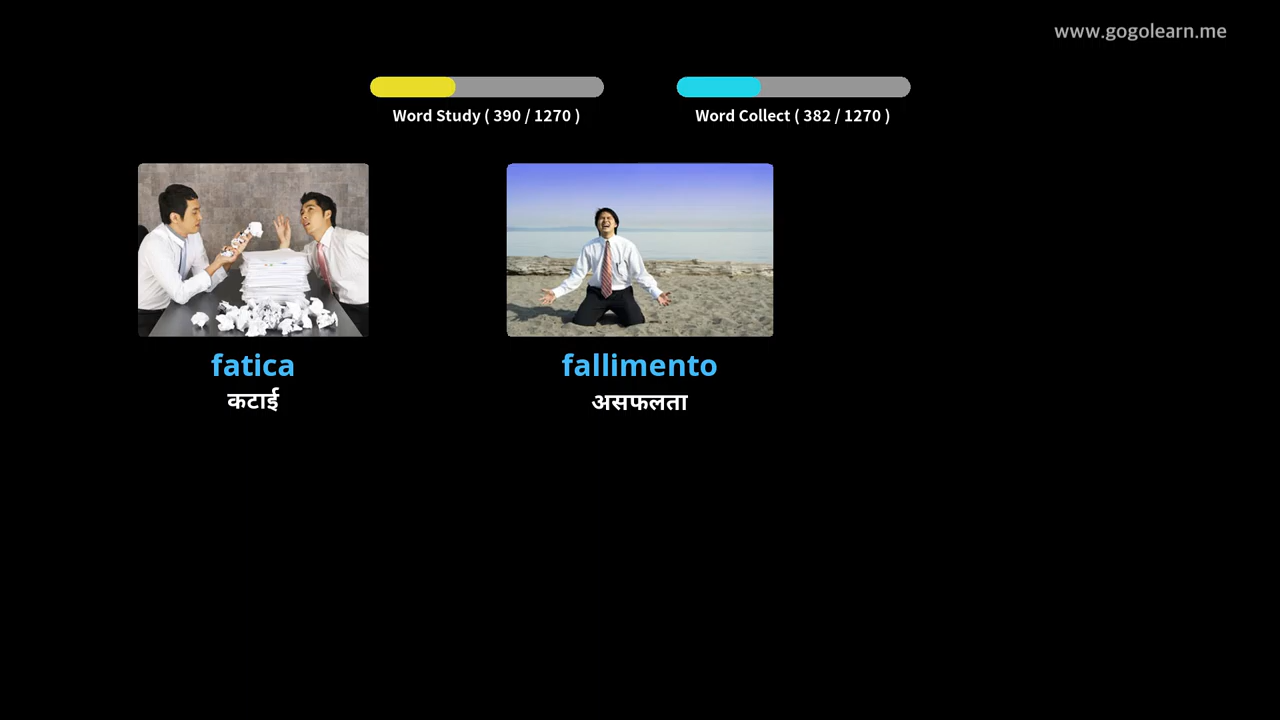 www.gogolearn.me
Word Study ( 390 / 1270 )
Word Collect ( 382 / 1270 )
fatica
कटाई
fallimento
असफलता